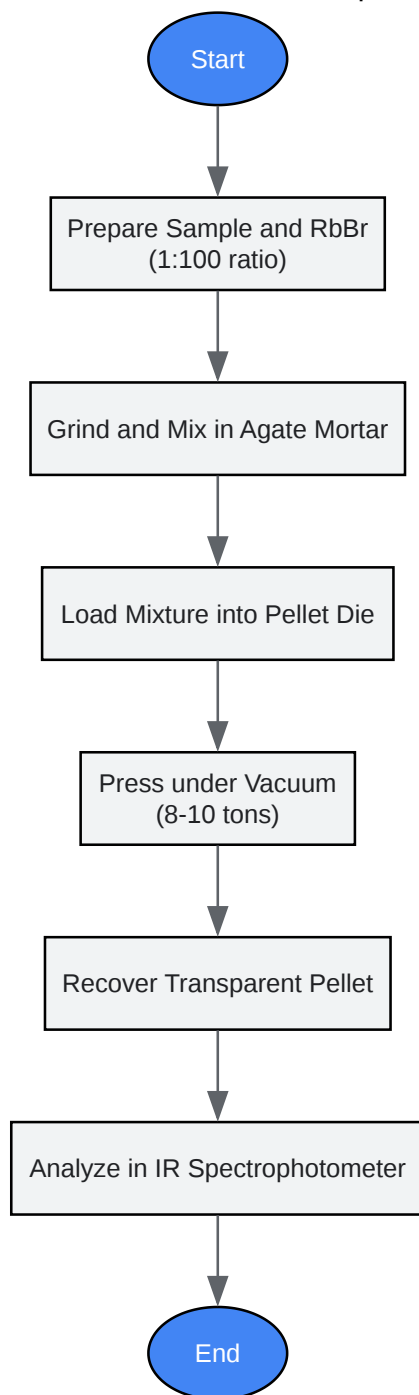 Start
Prepare Sample and RbBr
(1:100 ratio)
Grind and Mix in Agate Mortar
Load Mixture into Pellet Die
Press under Vacuum
(8-10 tons)
Recover Transparent Pellet
Analyze in IR Spectrophotometer
End